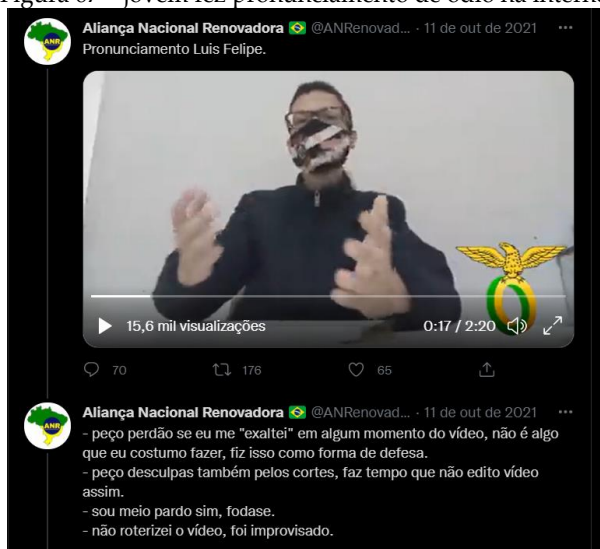 Aliança Nacional Renovadora @ANRenovad... · 11 de out de 2021 ...
Pronunciamento Luis Felipe.
ANR
15,6 mil visualizações 0:17 / 2:20
70 176 65
Aliança Nacional Renovadora @ANRenovad... · 11 de out de 2021 ...
ANR
- peço perdão se eu me "exaltei" em algum momento do vídeo, não é algo
que eu costumo fazer, fiz isso como forma de defesa.
- peço desculpas também pelos cortes, faz tempo que não edito vídeo
assim.
- sou meio pardo sim, fodase.
- não roterizei o vídeo, foi improvisado.